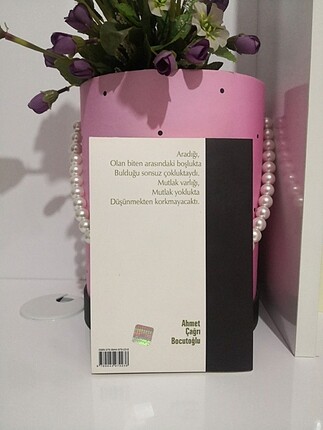 Aradığı,
Olan biten arasındaki boşlukta
Bulduğu sonsuz çokluktaydı.
Mutlak varlığı,
Mutlak yoklukta
Düşünmekten korkmayacaktı.
Ahmet
Çağrı
Bocutoğlu